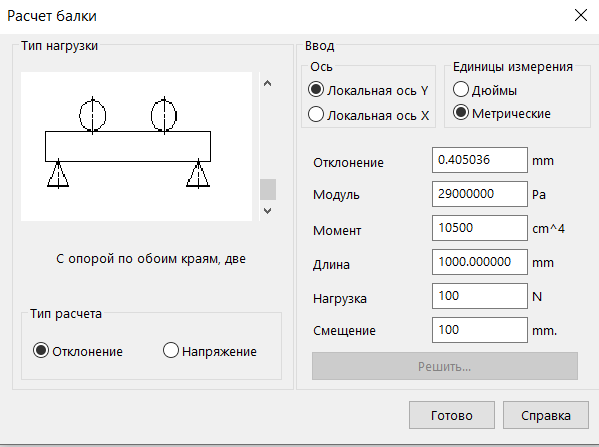 Расчет балки
Тип нагрузки
С опорой по обоим краям, две
Тип расчета
Отклонение
Напряжение
Ввод
Ось
Локальная ось Y
Локальная ось X
Единицы измерения
Дюймы
Метрические
Отклонение 0.405036 mm
Модуль 29000000 Pa
Момент 10500 cm^4
Длина 1000.000000 mm
Нагрузка 100 N
Смещение 100 mm.
Решить...
Готово
Справка